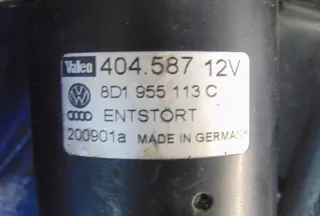 Valeo 404.587 12V
8D1 955 113 C
ENTSTÖRT
200901a MADE IN GERMANY